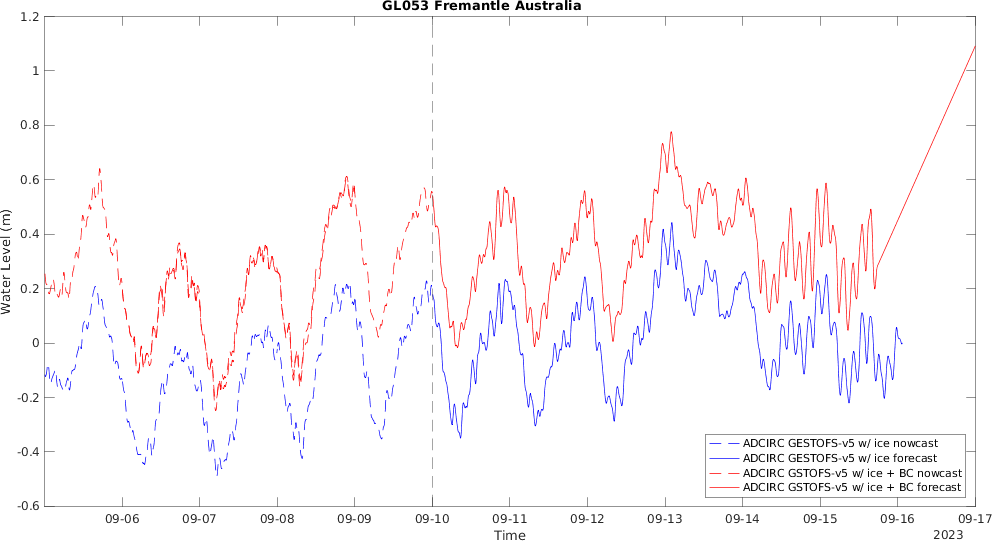 GL053 Fremantle Australia
Water Level (m)
1.2
1
0.8
0.6
0.4
0.2
0
-0.2
-0.4
-0.6
ADCIRC GESTOFS-v5 w/ ice nowcast
ADCIRC GESTOFS-v5 w/ ice forecast
ADCIRC GSTOFS-v5 w/ ice + BC nowcast
ADCIRC GSTOFS-v5 w/ ice + BC forecast
09-06 09-07 09-08 09-09 09-10 09-11 09-12 09-13 09-14 09-15 09-16 09-17
Time
2023